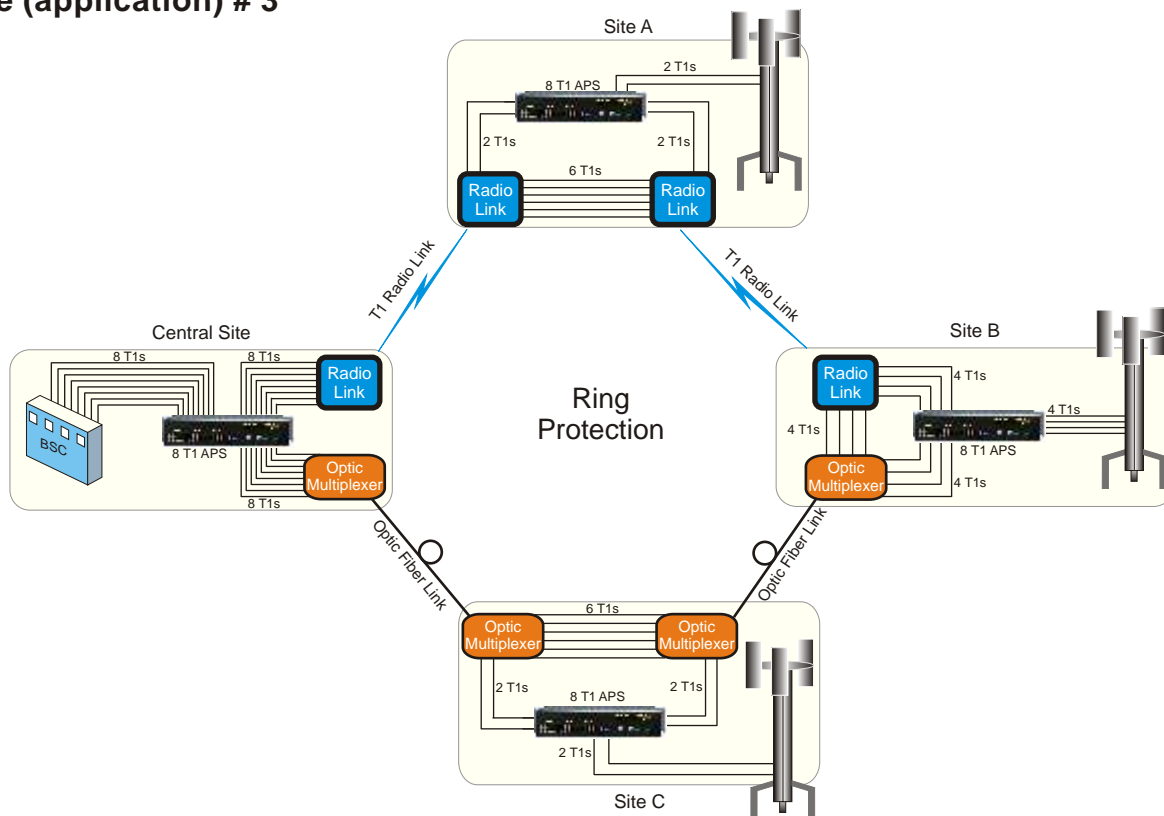 e (application) # 3
Site A
2 T1s
8 T1 APS
2 T1s
2 T1s
6 T1s
Radio
Link
Radio
Link
T1 Radio Link
T1 Radio Link
Central Site
8 T1s
8 T1s
Radio
Link
BSC
8 T1 APS
Optic
Multiplexer
8 T1s
Ring
Protection
Site B
Radio
Link
4 T1s
4 T1s
4 T1s
8 T1 APS
Optic
Multiplexer
4 T1s
Optic Fiber Link
Optic Fiber Link
6 T1s
Optic
Multiplexer
Optic
Multiplexer
2 T1s
8 T1 APS
2 T1s
2 T1s
Site C